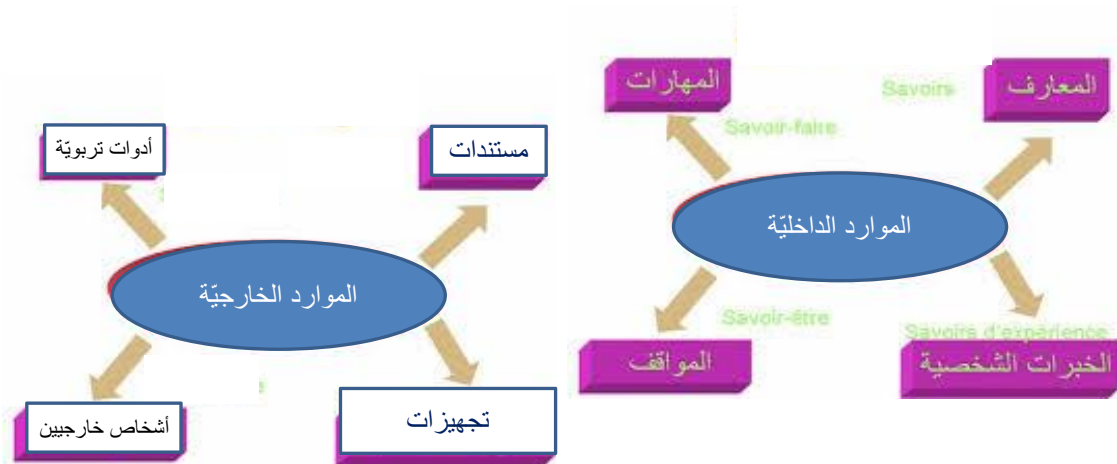 المهارات
Savoirs
المعارف
Savoir-faire
أدوات تربويّة
مستندات
الموارد الداخليّة
الموارد الخارجيّة
Savoir-être
Savoirs d'expérience
المواقف
الخبرات الشخصية
أشخاص خارجيين
تجهيزات